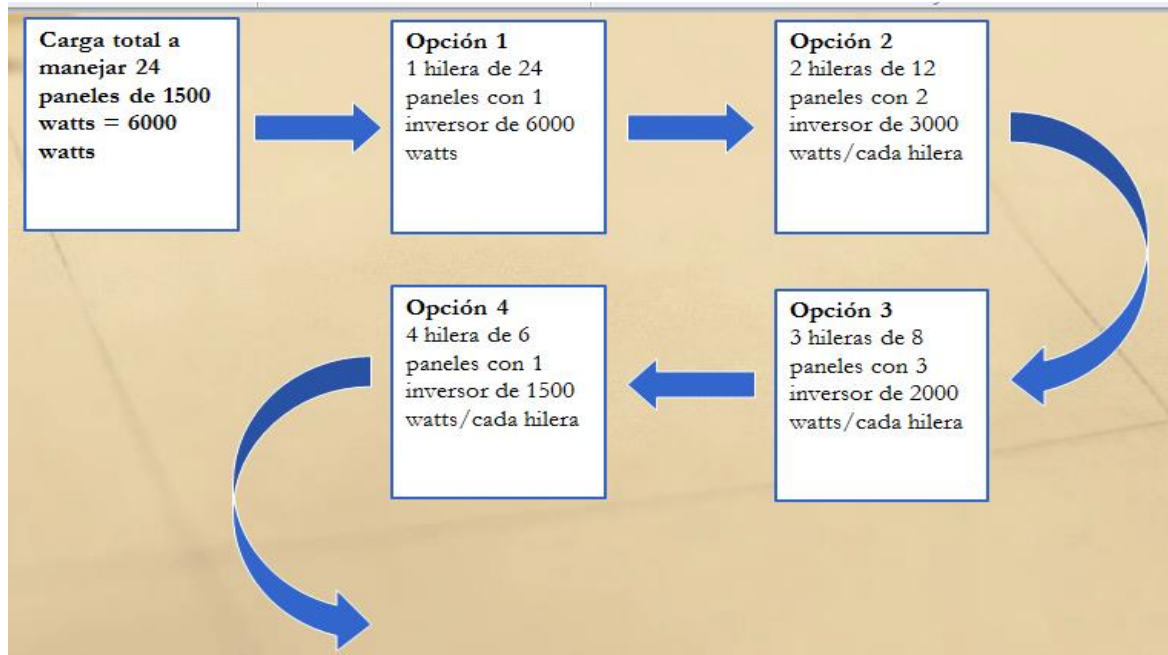 Carga total a
manejar 24
paneles de 1500
watts = 6000
watts
Opción 1
1 hilera de 24
paneles con 1
inversor de 6000
watts
Opción 2
2 hileras de 12
paneles con 2
inversor de 3000
watts/cada hilera
Opción 3
3 hileras de 8
paneles con 3
inversor de 2000
watts/cada hilera
Opción 4
4 hilera de 6
paneles con 1
inversor de 1500
watts/cada hilera